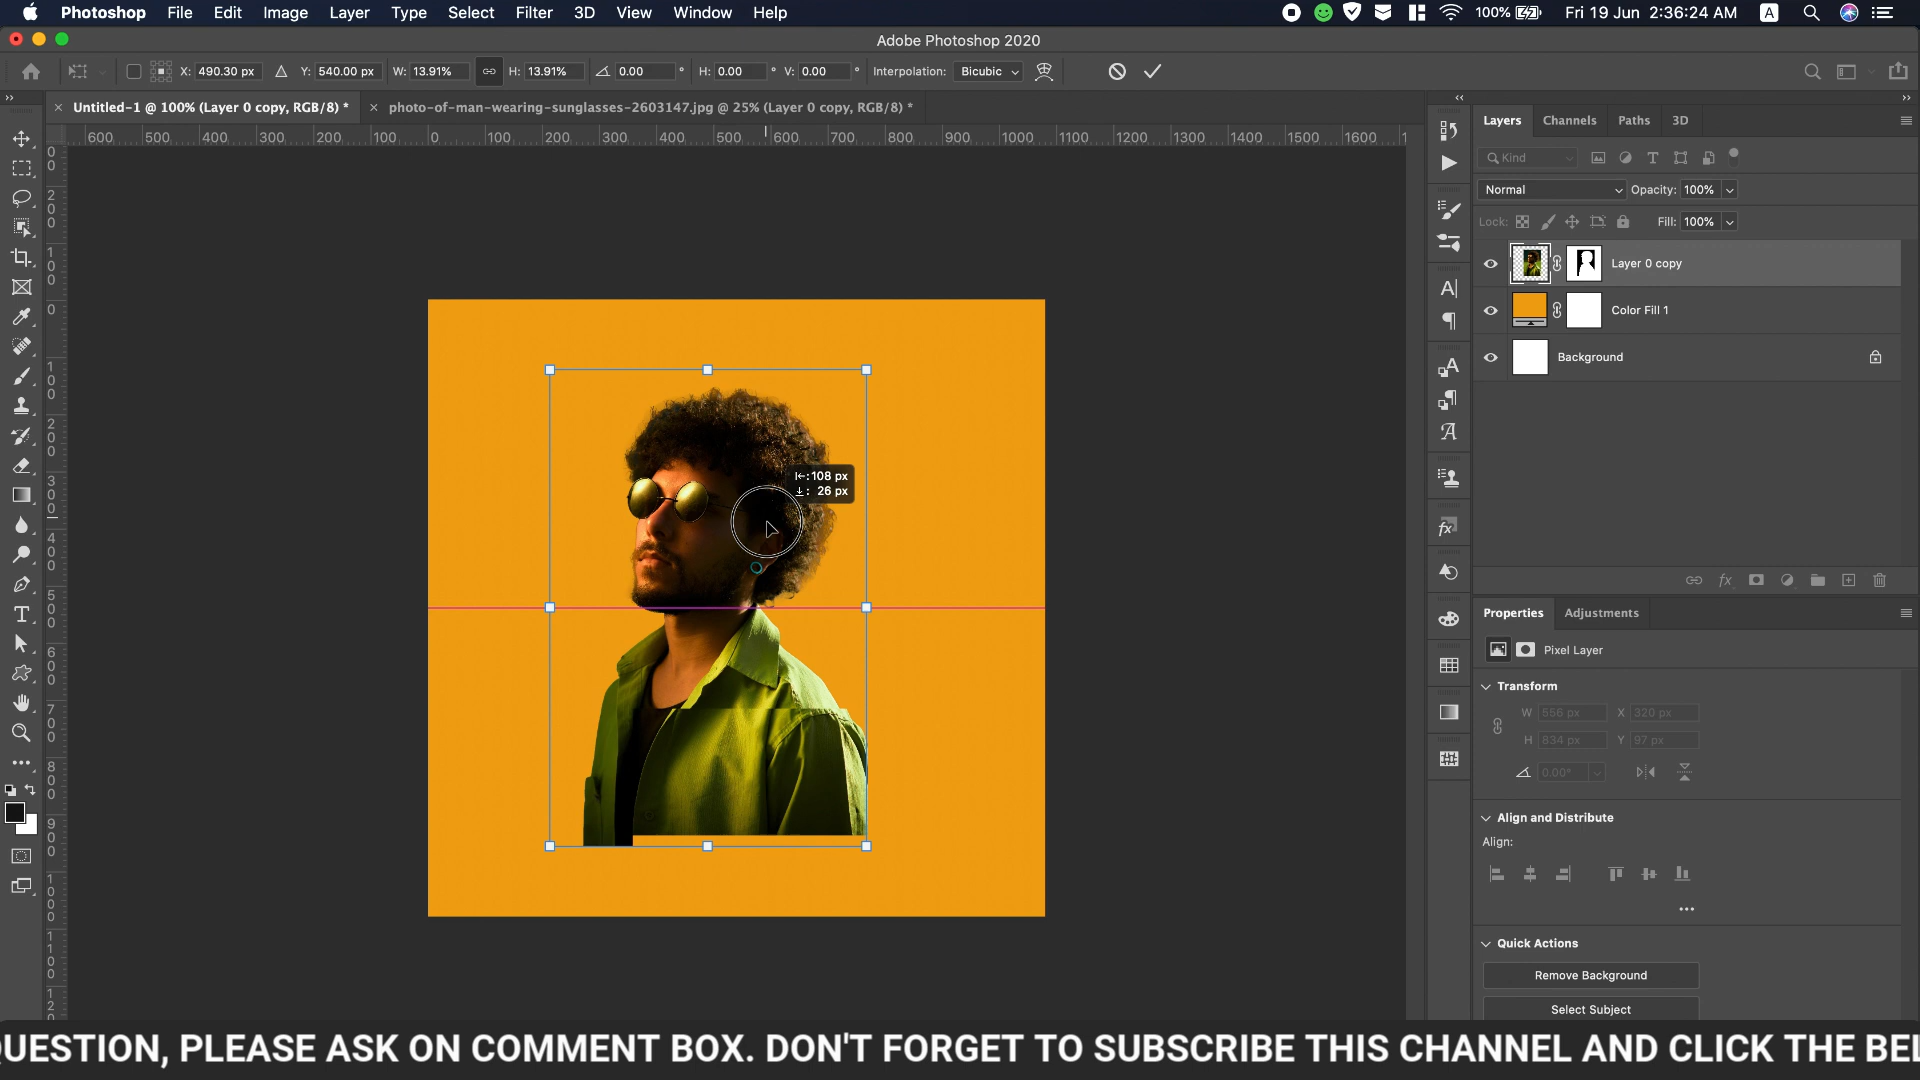 Photoshop File Edit Image Layer Type Select Filter 3D View Window Help 100% Fri 19 Jun 2:36:24 AM A
Adobe Photoshop 2020
X: 490.30 px Y: 540.00 px W: 13.91% H: 13.91% 0.00 ° H: 0.00 ° V: 0.00 ° Interpolation: Bicubic
Untitled-1 @ 100% (Layer 0 copy, RGB/8) * photo-of-man-wearing-sunglasses-2603147.jpg @ 25% (Layer 0 copy, RGB/8) *
600 500 400 300 200 100 0 100 200 300 400 500 600 700 800 900 1000 1100 1200 1300 1400 1500 1600
Layers Channels Paths 3D
Kind
Normal Opacity: 100%
Lock: Fill: 100%
Layer 0 copy
Color Fill 1
Background
108 px
26 px
Properties Adjustments
Pixel Layer
Transform
W 556 px X 320 px
H 834 px Y 97 px
0.00°
Align and Distribute
Align:
Quick Actions
Remove Background
Select Subject
QUESTION, PLEASE ASK ON COMMENT BOX. DON'T FORGET TO SUBSCRIBE THIS CHANNEL AND CLICK THE BEL